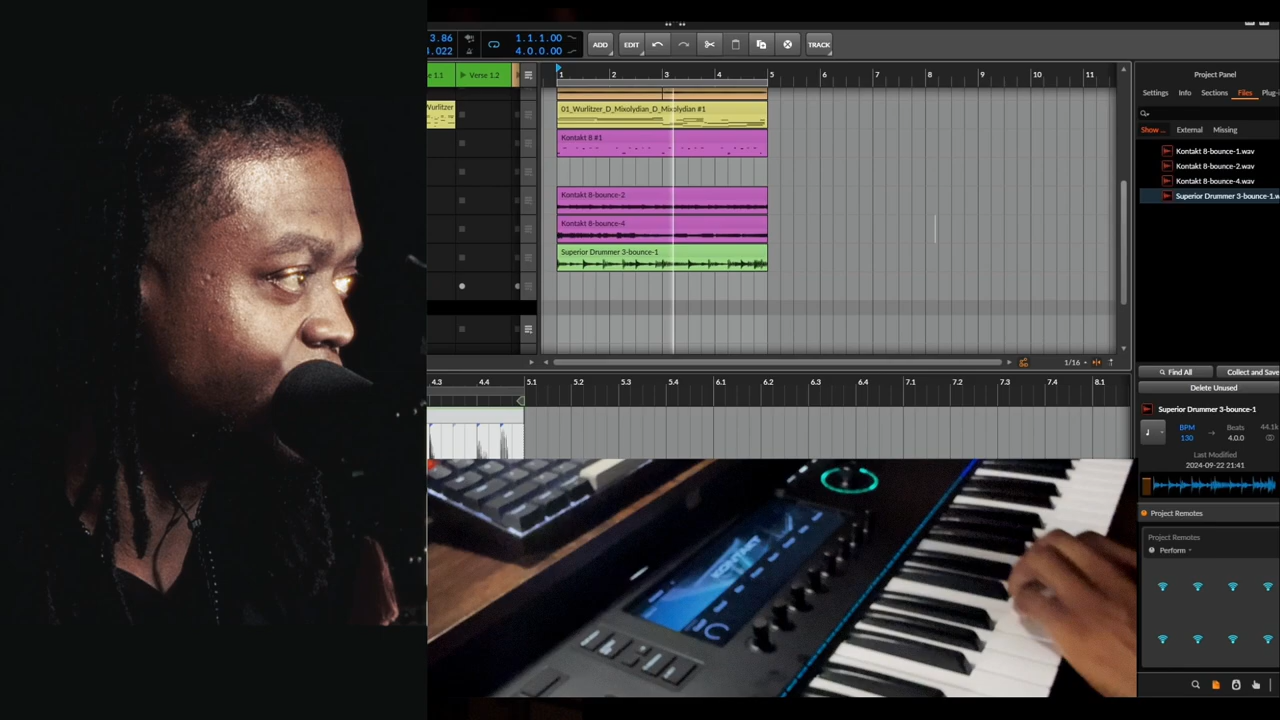 3.86
1.1.1.00
ADD
EDIT
TRACK
4.0.0.00
e 1.1
Verse 1.2
1 2 3 4 5 6 7 8 9 10 11
Project Panel
Settings Info Sections Files Plug-
Wurlitzer
01_Wurlitzer_D_Mixolydian_D_Mixolydian #1
Show... External Missing
Kontakt 8 #1
Kontakt 8-bounce-1.wav
Kontakt 8-bounce-2.wav
Kontakt 8-bounce-4.wav
Superior Drummer 3-bounce-1.w
Kontakt 8-bounce-2
Kontakt 8-bounce-4
Superior Drummer 3-bounce-1
1/16
Find All
Collect and Save
Delete Unused
4.3 4.4 5.1 5.2 5.3 5.4 6.1 6.2 6.3 6.4 7.1 7.2 7.3 7.4 8.1
Superior Drummer 3-bounce-1
BPM
Beats
44.1k
130
4.0.0
Last Modified
2024-09-22 21:41
Project Remotes
Project Remotes
Perform
KONTAKT